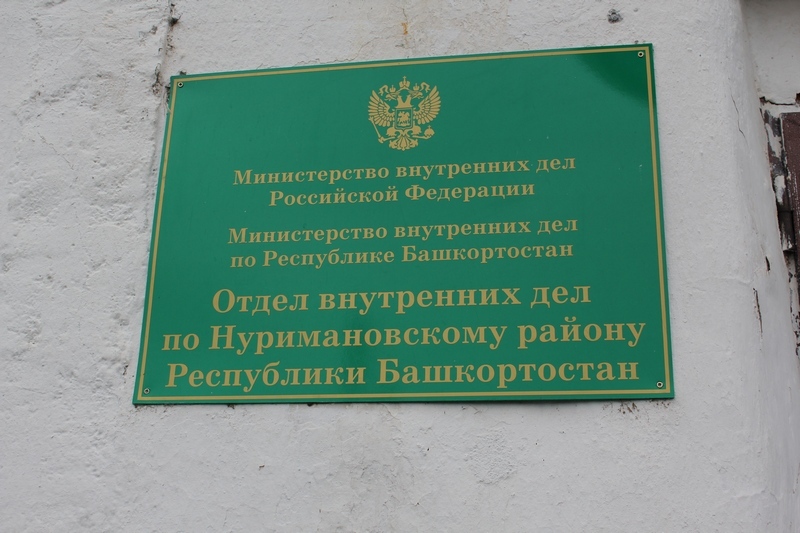 Министерство внутренних дел
Российской Федерации
Министерство внутренних дел
по Республике Башкортостан
Отдел внутренних дел
по Нуримановскому району
Республики Башкортостан